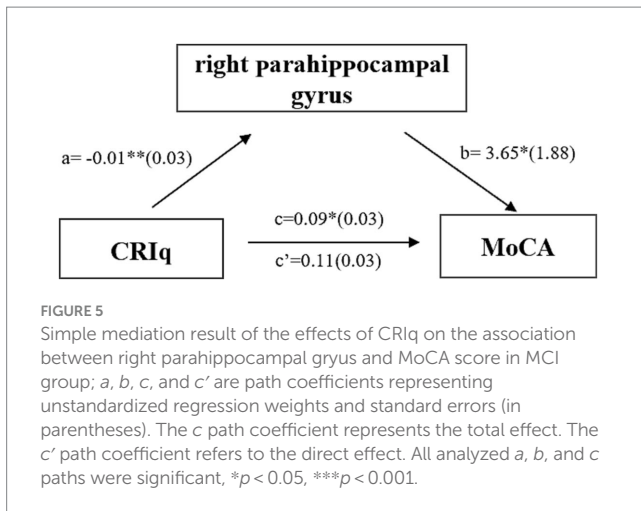 right parahippocampal
gyrus
a= -0.01**(0.03)
b= 3.65*(1.88)
c=0.09*(0.03)
CRIq
MoCA
c'=0.11(0.03)
FIGURE 5
Simple mediation result of the effects of CRIq on the association
between right parahippocampal gryus and MoCA score in MCI
group; a, b, c, and c′ are path coefficients representing
unstandardized regression weights and standard errors (in
parentheses). The c path coefficient represents the total effect. The
c′ path coefficient refers to the direct effect. All analyzed a, b, and c
paths were significant, *p < 0.05, ***p < 0.001.